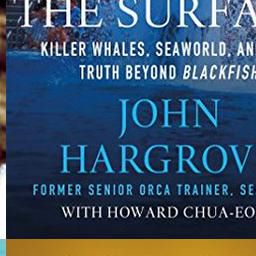 THE SURFA
KILLER WHALES, SEAWORLD, AN
TRUTH BEYOND BLACKFISH
JOHN
HARGROV
FORMER SENIOR ORCA TRAINER, SE
WITH HOWARD CHUA-EO